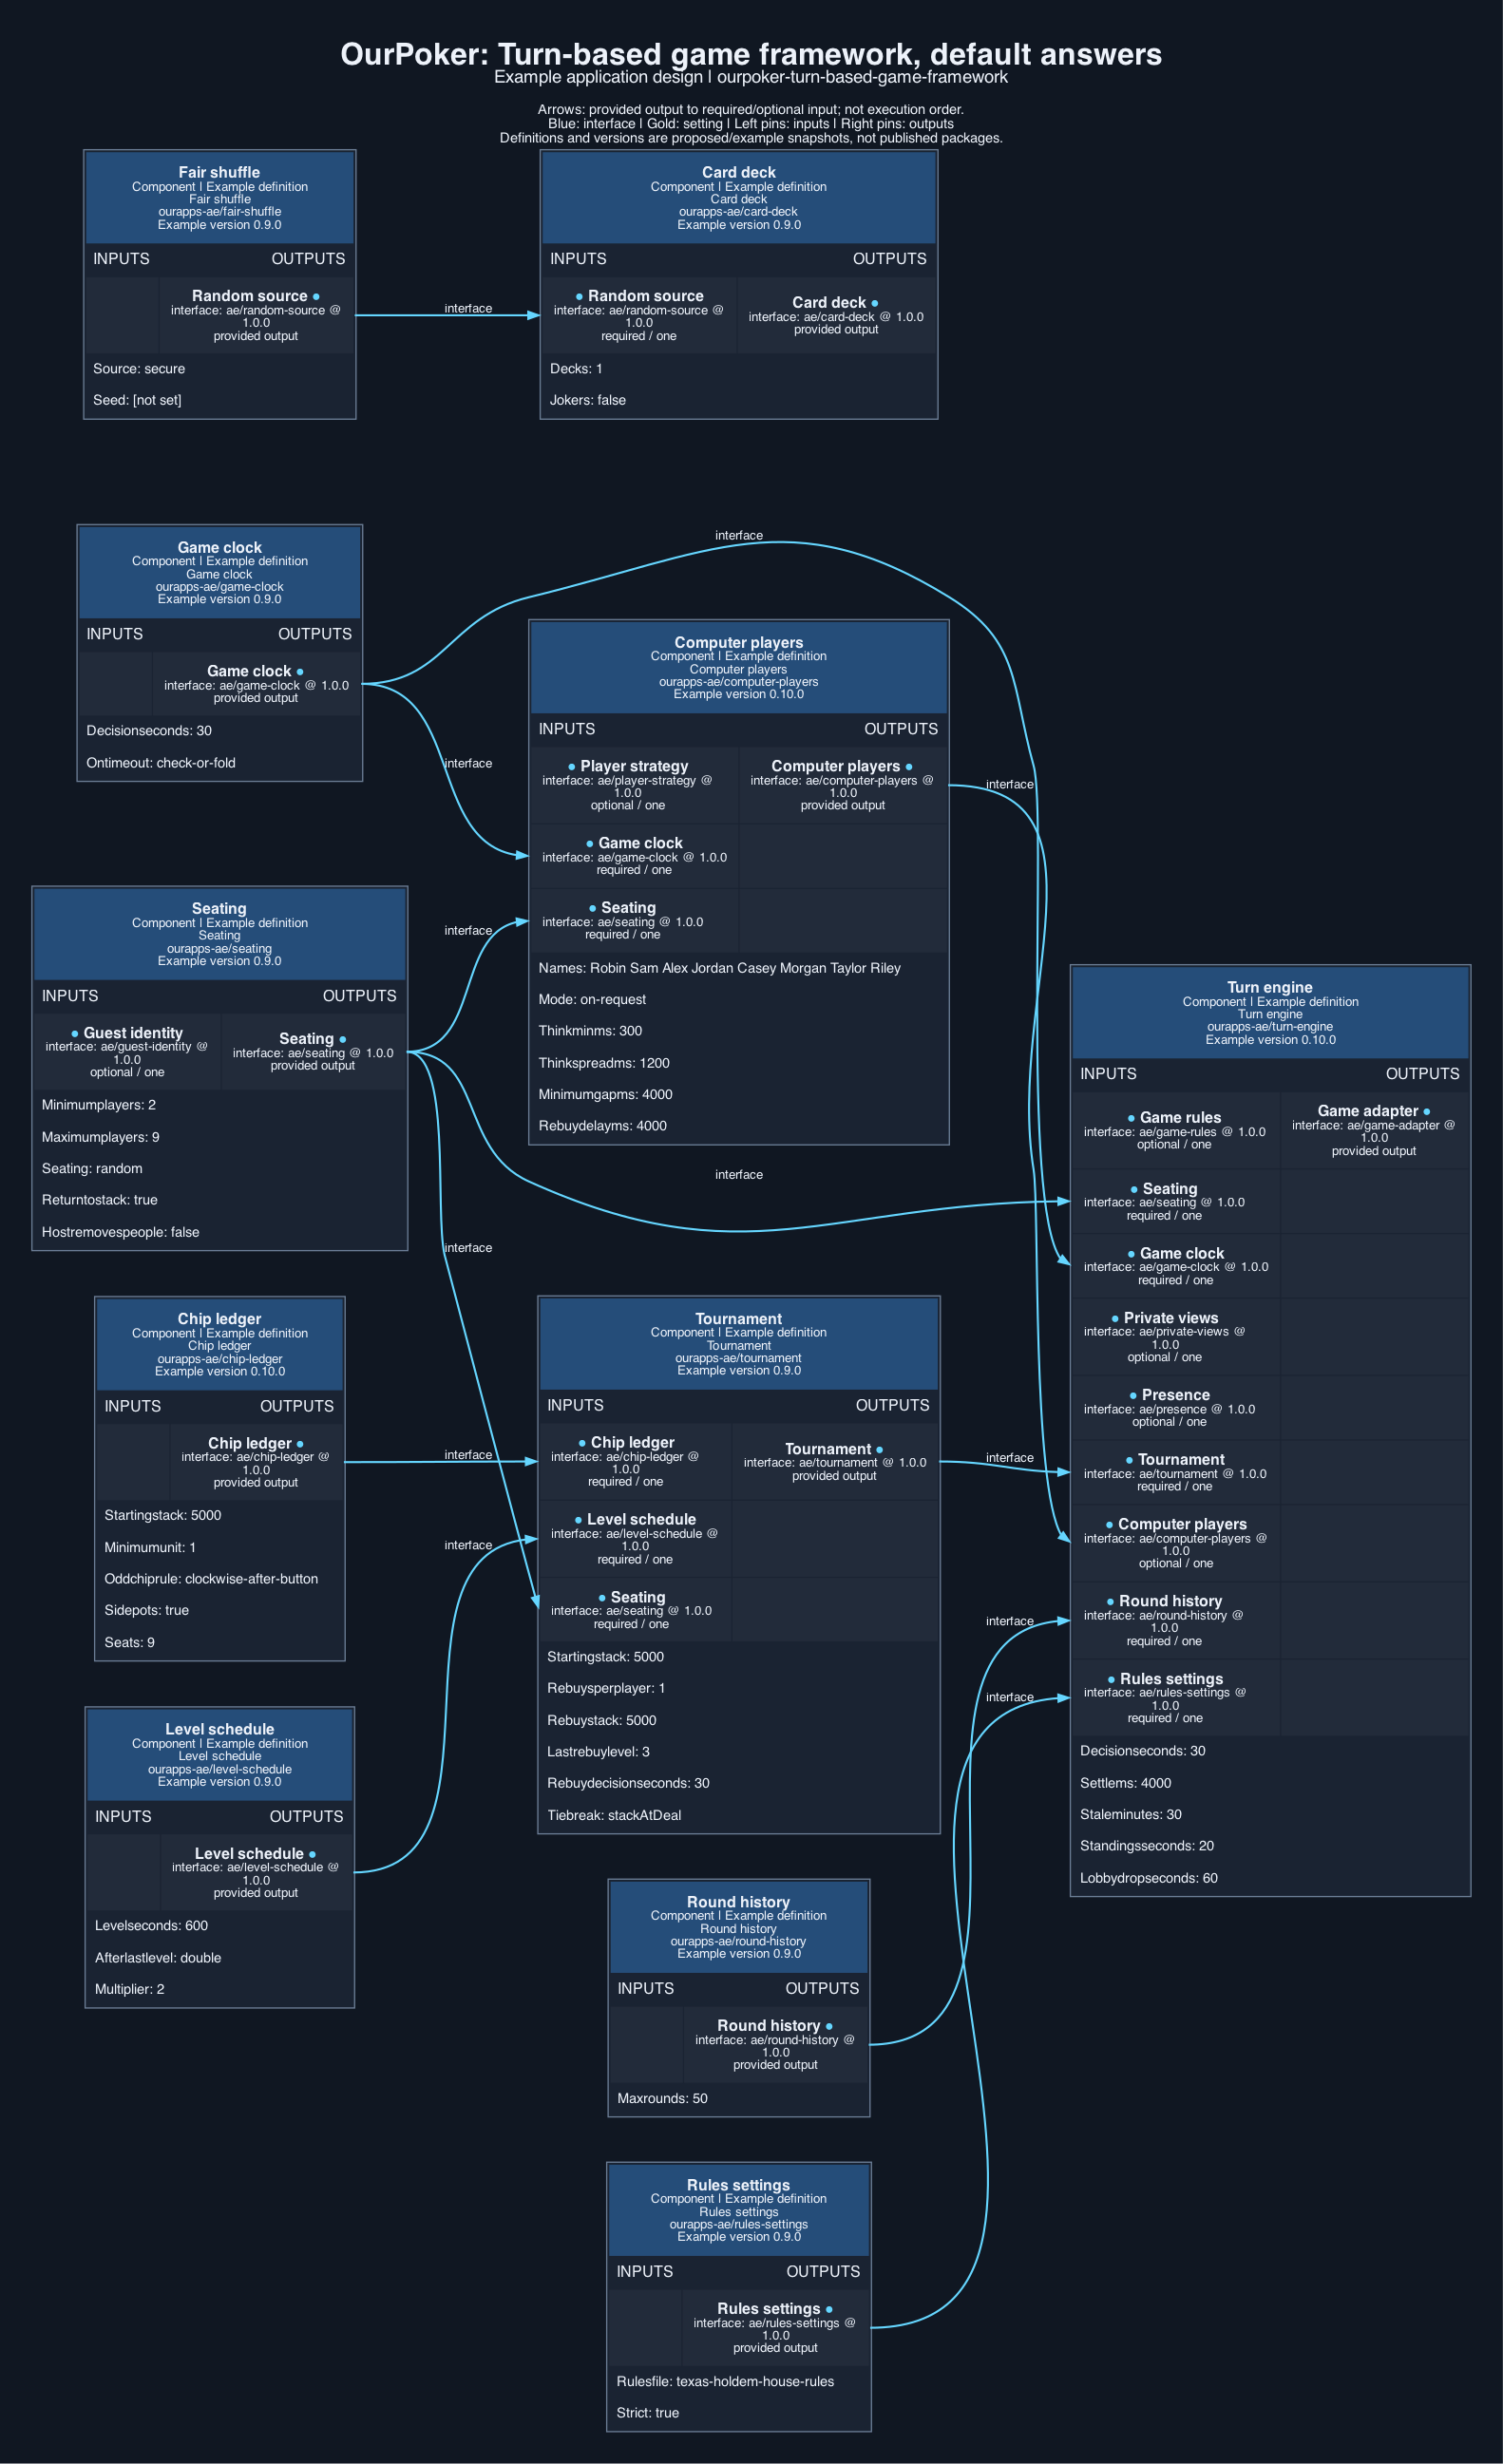 OurPoker: Turn-based game framework, default answers
Example application design | ourpoker-turn-based-game-framework
Arrows: provided output to required/optional input; not execution order.
Blue: interface | Gold: setting | Left pins: inputs | Right pins: outputs
Definitions and versions are proposed/example snapshots, not published packages.
Fair shuffle
Component | Example definition
Fair shuffle
ourapps-ae/fair-shuffle
Example version 0.9.0
INPUTS OUTPUTS
Random source
interface: ae/random-source @
1.0.0
provided output
Source: secure
Seed: [not set]
interface
Card deck
Component | Example definition
Card deck
ourapps-ae/card-deck
Example version 0.9.0
INPUTS OUTPUTS
Random source
interface: ae/random-source @
1.0.0
required / one
Card deck
interface: ae/card-deck @ 1.0.0
provided output
Decks: 1
Jokers: false
Game clock
Component | Example definition
Game clock
ourapps-ae/game-clock
Example version 0.9.0
INPUTS OUTPUTS
Game clock
interface: ae/game-clock @ 1.0.0
provided output
Decisionseconds: 30
Ontimeout: check-or-fold
interface
interface
Computer players
Component | Example definition
Computer players
ourapps-ae/computer-players
Example version 0.10.0
INPUTS OUTPUTS
Player strategy
interface: ae/player-strategy @
1.0.0
optional / one
Computer players
interface: ae/computer-players @
1.0.0
provided output
Game clock
interface: ae/game-clock @ 1.0.0
required / one
Seating
interface: ae/seating @ 1.0.0
required / one
Names: Robin Sam Alex Jordan Casey Morgan Taylor Riley
Mode: on-request
Thinkminms: 300
Thinkspreadms: 1200
Minimumgapms: 4000
Rebuydelayms: 4000
interface
Seating
Component | Example definition
Seating
ourapps-ae/seating
Example version 0.9.0
INPUTS OUTPUTS
Guest identity
interface: ae/guest-identity @
1.0.0
optional / one
Seating
interface: ae/seating @ 1.0.0
provided output
Minimumplayers: 2
Maximumplayers: 9
Seating: random
Returntostack: true
Hostremovespeople: false
interface
interface
interface
Turn engine
Component | Example definition
Turn engine
ourapps-ae/turn-engine
Example version 0.10.0
INPUTS OUTPUTS
Game rules
interface: ae/game-rules @ 1.0.0
optional / one
Game adapter
interface: ae/game-adapter @
1.0.0
provided output
Seating
interface: ae/seating @ 1.0.0
required / one
Game clock
interface: ae/game-clock @ 1.0.0
required / one
Private views
interface: ae/private-views @
1.0.0
optional / one
Presence
interface: ae/presence @ 1.0.0
optional / one
Tournament
interface: ae/tournament @ 1.0.0
required / one
Computer players
interface: ae/computer-players @
1.0.0
optional / one
Round history
interface: ae/round-history @
1.0.0
required / one
Rules settings
interface: ae/rules-settings @
1.0.0
required / one
Decisionseconds: 30
Settlems: 4000
Staleminutes: 30
Standingsseconds: 20
Lobbydropseconds: 60
Chip ledger
Component | Example definition
Chip ledger
ourapps-ae/chip-ledger
Example version 0.10.0
INPUTS OUTPUTS
Chip ledger
interface: ae/chip-ledger @
1.0.0
provided output
Startingstack: 5000
Minimumunit: 1
Oddchiprule: clockwise-after-button
Sidepots: true
Seats: 9
interface
Tournament
Component | Example definition
Tournament
ourapps-ae/tournament
Example version 0.9.0
INPUTS OUTPUTS
Chip ledger
interface: ae/chip-ledger @
1.0.0
required / one
Tournament
interface: ae/tournament @ 1.0.0
provided output
Level schedule
interface: ae/level-schedule @
1.0.0
required / one
Seating
interface: ae/seating @ 1.0.0
required / one
Startingstack: 5000
Rebuysperplayer: 1
Rebuystack: 5000
Lastrebuylevel: 3
Rebuydecisionseconds: 30
Tiebreak: stackAtDeal
interface
interface
Level schedule
Component | Example definition
Level schedule
ourapps-ae/level-schedule
Example version 0.9.0
INPUTS OUTPUTS
Level schedule
interface: ae/level-schedule @
1.0.0
provided output
Levelseconds: 600
Afterlastlevel: double
Multiplier: 2
Round history
Component | Example definition
Round history
ourapps-ae/round-history
Example version 0.9.0
INPUTS OUTPUTS
Round history
interface: ae/round-history @
1.0.0
provided output
Maxrounds: 50
interface
interface
Rules settings
Component | Example definition
Rules settings
ourapps-ae/rules-settings
Example version 0.9.0
INPUTS OUTPUTS
Rules settings
interface: ae/rules-settings @
1.0.0
provided output
Rulesfile: texas-holdem-house-rules
Strict: true